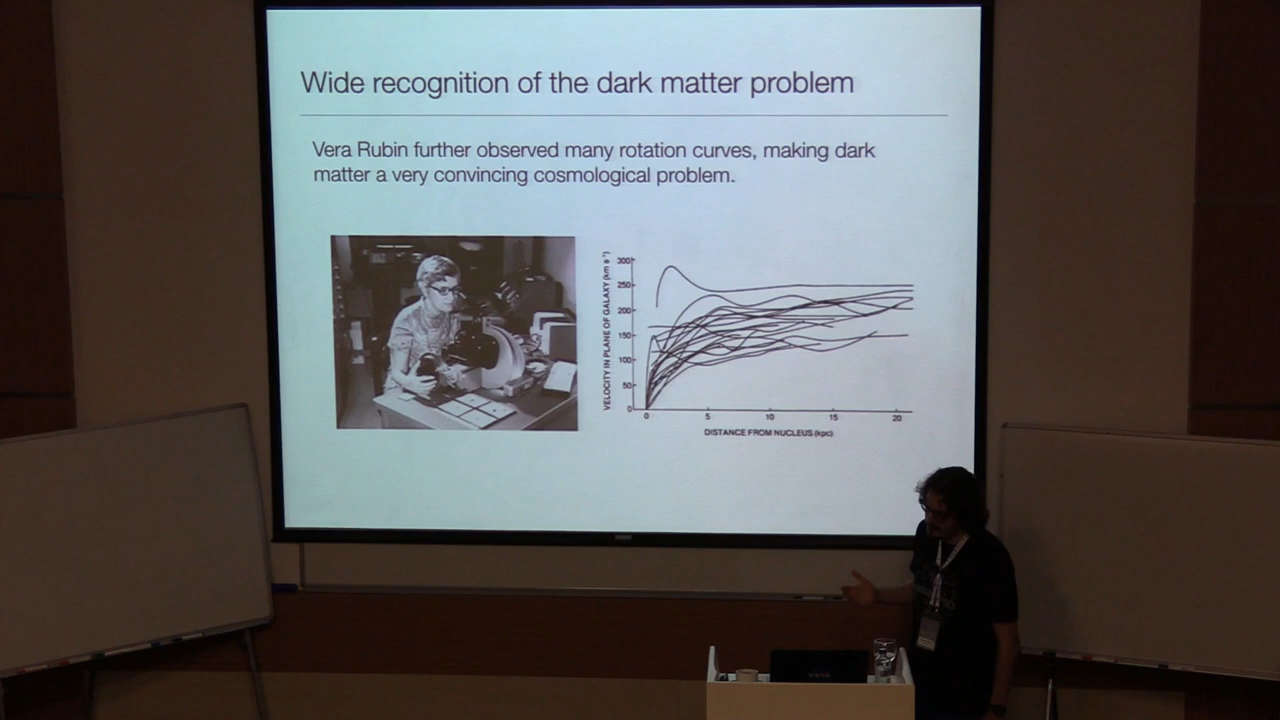 Wide recognition of the dark matter problem
Vera Rubin further observed many rotation curves, making dark
matter a very convincing cosmological problem.
VELOCITY IN PLANE OF GALAXY (km s⁻¹)
300
250
200
150
100
50
0
0 5 10 15 20
DISTANCE FROM NUCLEUS (kpc)